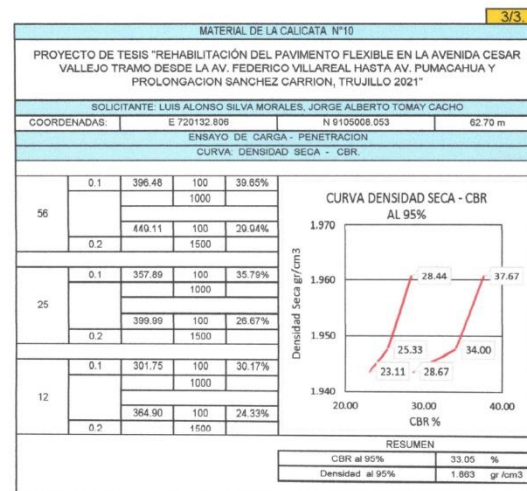 3/3.
MATERIAL DE LA CALICATA N°10
PROYECTO DE TESIS "REHABILITACIÓN DEL PAVIMENTO FLEXIBLE EN LA AVENIDA CESAR
VALLEJO TRAMO DESDE LA AV. FEDERICO VILLAREAL HASTA AV. PUMACAHUA Y
PROLONGACION SANCHEZ CARRION, TRUJILLO 2021"
SOLICITANTE: LUIS ALONSO SILVA MORALES, JORGE ALBERTO TOMAY CACHO
COORDENADAS: E 720132.806 N 9105008.053 62.70 m
ENSAYO DE CARGA - PENETRACION
CURVA: DENSIDAD SECA - CBR.
56
0.1 396.48 100 39.65%
1000
449.11 100 29.94%
0.2 1500
25
0.1 357.89 100 35.79%
1000
399.99 100 26.67%
0.2 1500
12
0.1 301.75 100 30.17%
1000
364.90 100 24.33%
0.2 1500
CURVA DENSIDAD SECA - CBR
AL 95%
Densidad Seca gr/cm3
1.970
1.960
1.950
1.940
28.44 37.67
25.33 34.00
23.11 28.67
20.00 30.00 40.00
CBR %
RESUMEN
CBR al 95% 33.05 %
Densidad al 95% 1.863 gr/cm3